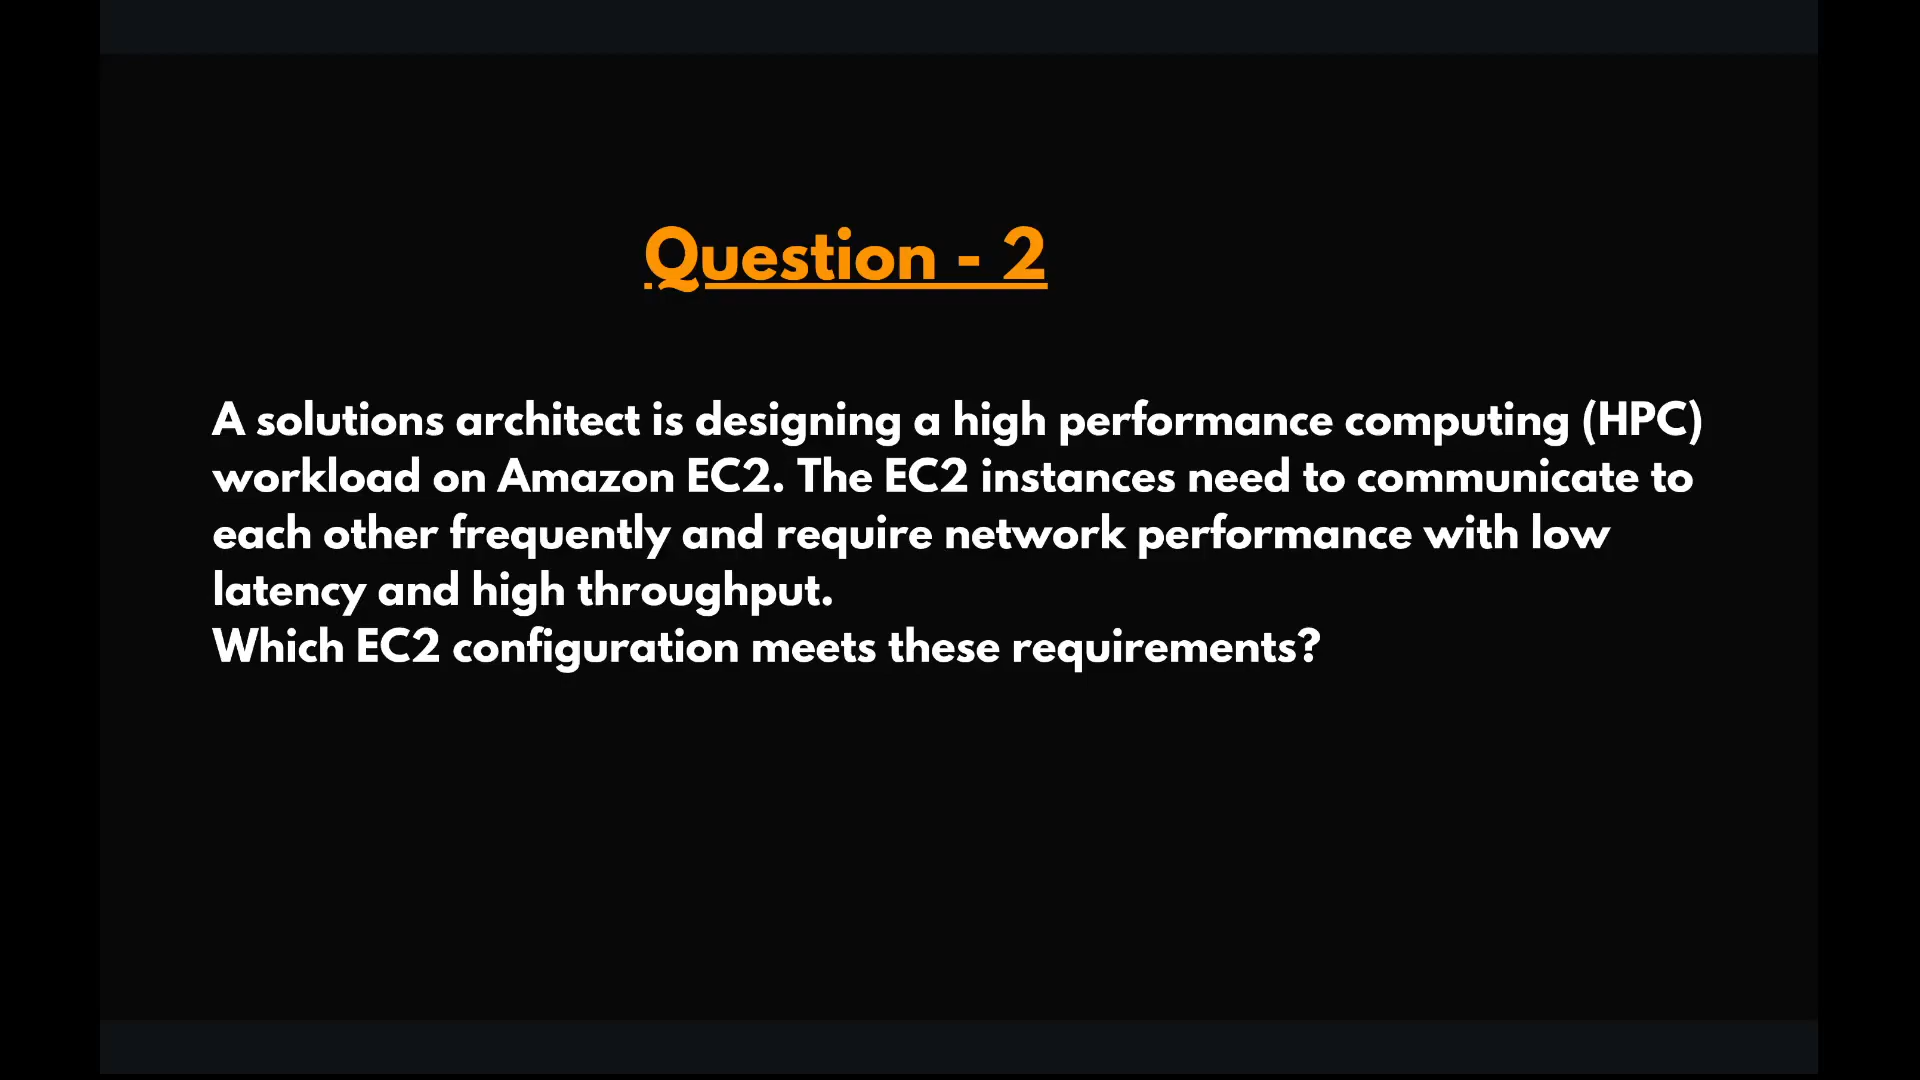 Question - 2
A solutions architect is designing a high performance computing (HPC)
workload on Amazon EC2. The EC2 instances need to communicate to
each other frequently and require network performance with low
latency and high throughput.
Which EC2 configuration meets these requirements?